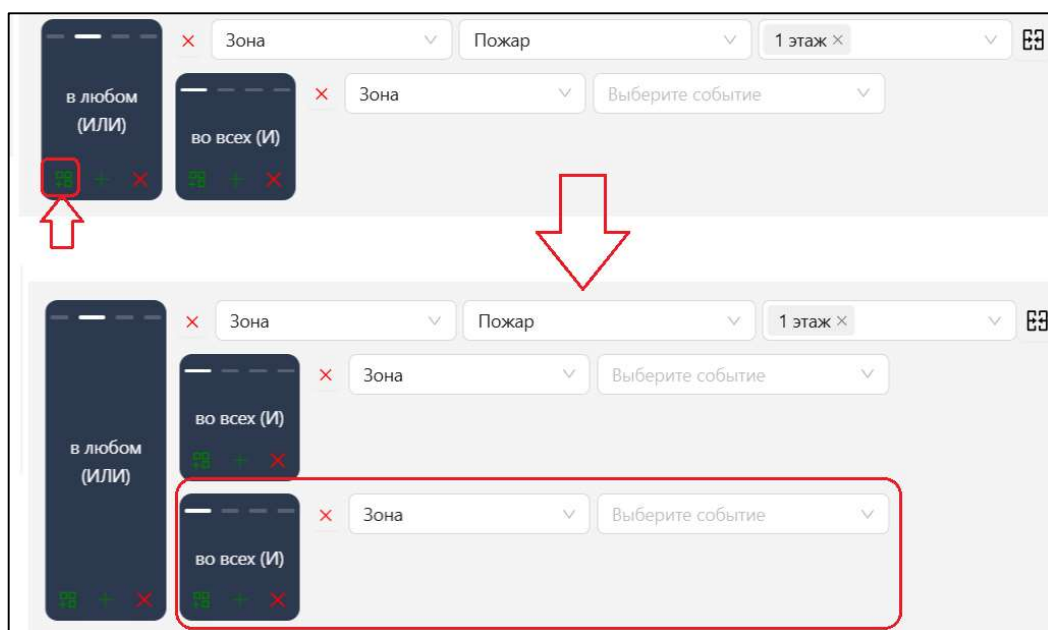 Зона Пожар 1 этаж ×
в любом
(ИЛИ)
Зона Выберите событие
во всех (И)
Зона Пожар 1 этаж ×
Зона Выберите событие
во всех (И)
в любом
(ИЛИ)
Зона Выберите событие
во всех (И)